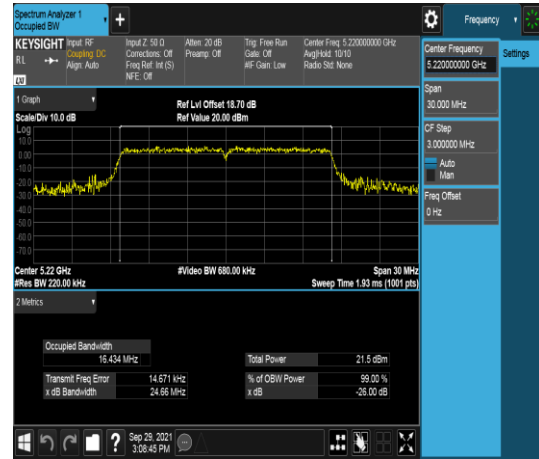 Spectrum Analyzer 1
Occupied BW
Frequency
KEYSIGHT
RL
LXI
Input: RF
Coupling: DC
Align: Auto
Input Z: 50 Ω
Corrections: Off
Freq Ref: Int (S)
NFE: Off
Atten: 20 dB
Preamp: Off
Trig: Free Run
Gate: Off
#IF Gain: Low
Center Freq: 5.220000000 GHz
Avg|Hold: 10/10
Radio Std: None
Center Frequency
5.220000000 GHz
Settings
Span
30.000 MHz
CF Step
3.000000 MHz
Auto
Man
Freq Offset
0 Hz
1 Graph
Scale/Div 10.0 dB
Ref Lvl Offset 18.70 dB
Ref Value 20.00 dBm
Log
10.0
0.00
-10.0
-20.0
-30.0
-40.0
-50.0
-60.0
-70.0
Center 5.22 GHz
#Res BW 220.00 kHz
#Video BW 680.00 kHz
Span 30 MHz
Sweep Time 1.93 ms (1001 pts)
2 Metrics
Occupied Bandwidth
16.434 MHz
Total Power 21.5 dBm
Transmit Freq Error 14.671 kHz
% of OBW Power 99.00 %
x dB Bandwidth 24.66 MHz
x dB -26.00 dB
Sep 29, 2021
3:08:45 PM